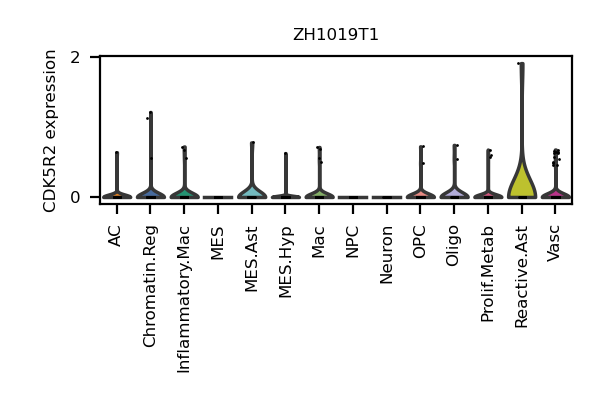 ZH1019T1
CDK5R2 expression
2
0
AC
Chromatin.Reg
Inflammatory.Mac
MES
MES.Ast
MES.Hyp
Mac
NPC
Neuron
OPC
Oligo
Prolif.Metab
Reactive.Ast
Vasc